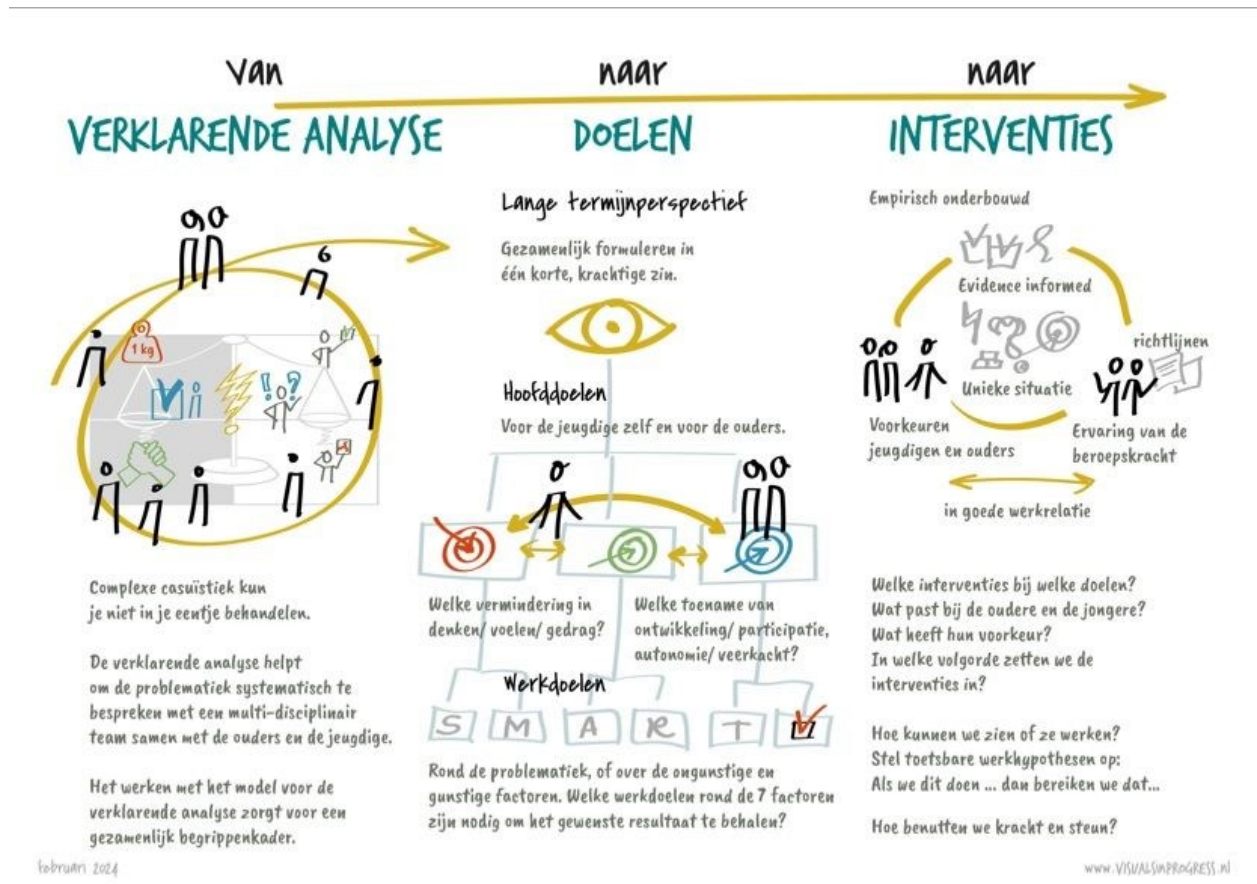 van
naar
naar
VERKLARENDE ANALYSE
DOELEN
INTERVENTIES
1 kg
! ?
Complexe casuïstiek kun
je niet in je eentje behandelen.
De verklarende analyse helpt
om de problematiek systematisch te
bespreken met een multi-disciplinair
team samen met de ouders en de jeugdige.
Het werken met het model voor de
verklarende analyse zorgt voor een
gezamenlijk begrippenkader.
Lange termijnperspectief
Gezamenlijk formuleren in
één korte, krachtige zin.
Hoofddoelen
Voor de jeugdige zelf en voor de ouders.
Welke vermindering in
denken/ voelen/ gedrag?
Welke toename van
ontwikkeling/ participatie,
autonomie/ veerkacht?
Werkdoelen
S M A R T
Rond de problematiek, of over de ongunstige en
gunstige factoren. Welke werkdoelen rond de 7 factoren
zijn nodig om het gewenste resultaat te behalen?
Empirisch onderbouwd
Evidence informed
richtlijnen
Unieke situatie
Voorkeuren
jeugdigen en ouders
Ervaring van de
beroepskracht
in goede werkrelatie
Welke interventies bij welke doelen?
Wat past bij de oudere en de jongere?
Wat heeft hun voorkeur?
In welke volgorde zetten we de
interventies in?
Hoe kunnen we zien of ze werken?
Stel toetsbare werkhypothesen op:
Als we dit doen ... dan bereiken we dat...
Hoe benutten we kracht en steun?
februari 2024
www.VISUALSINPROGRESS.nl